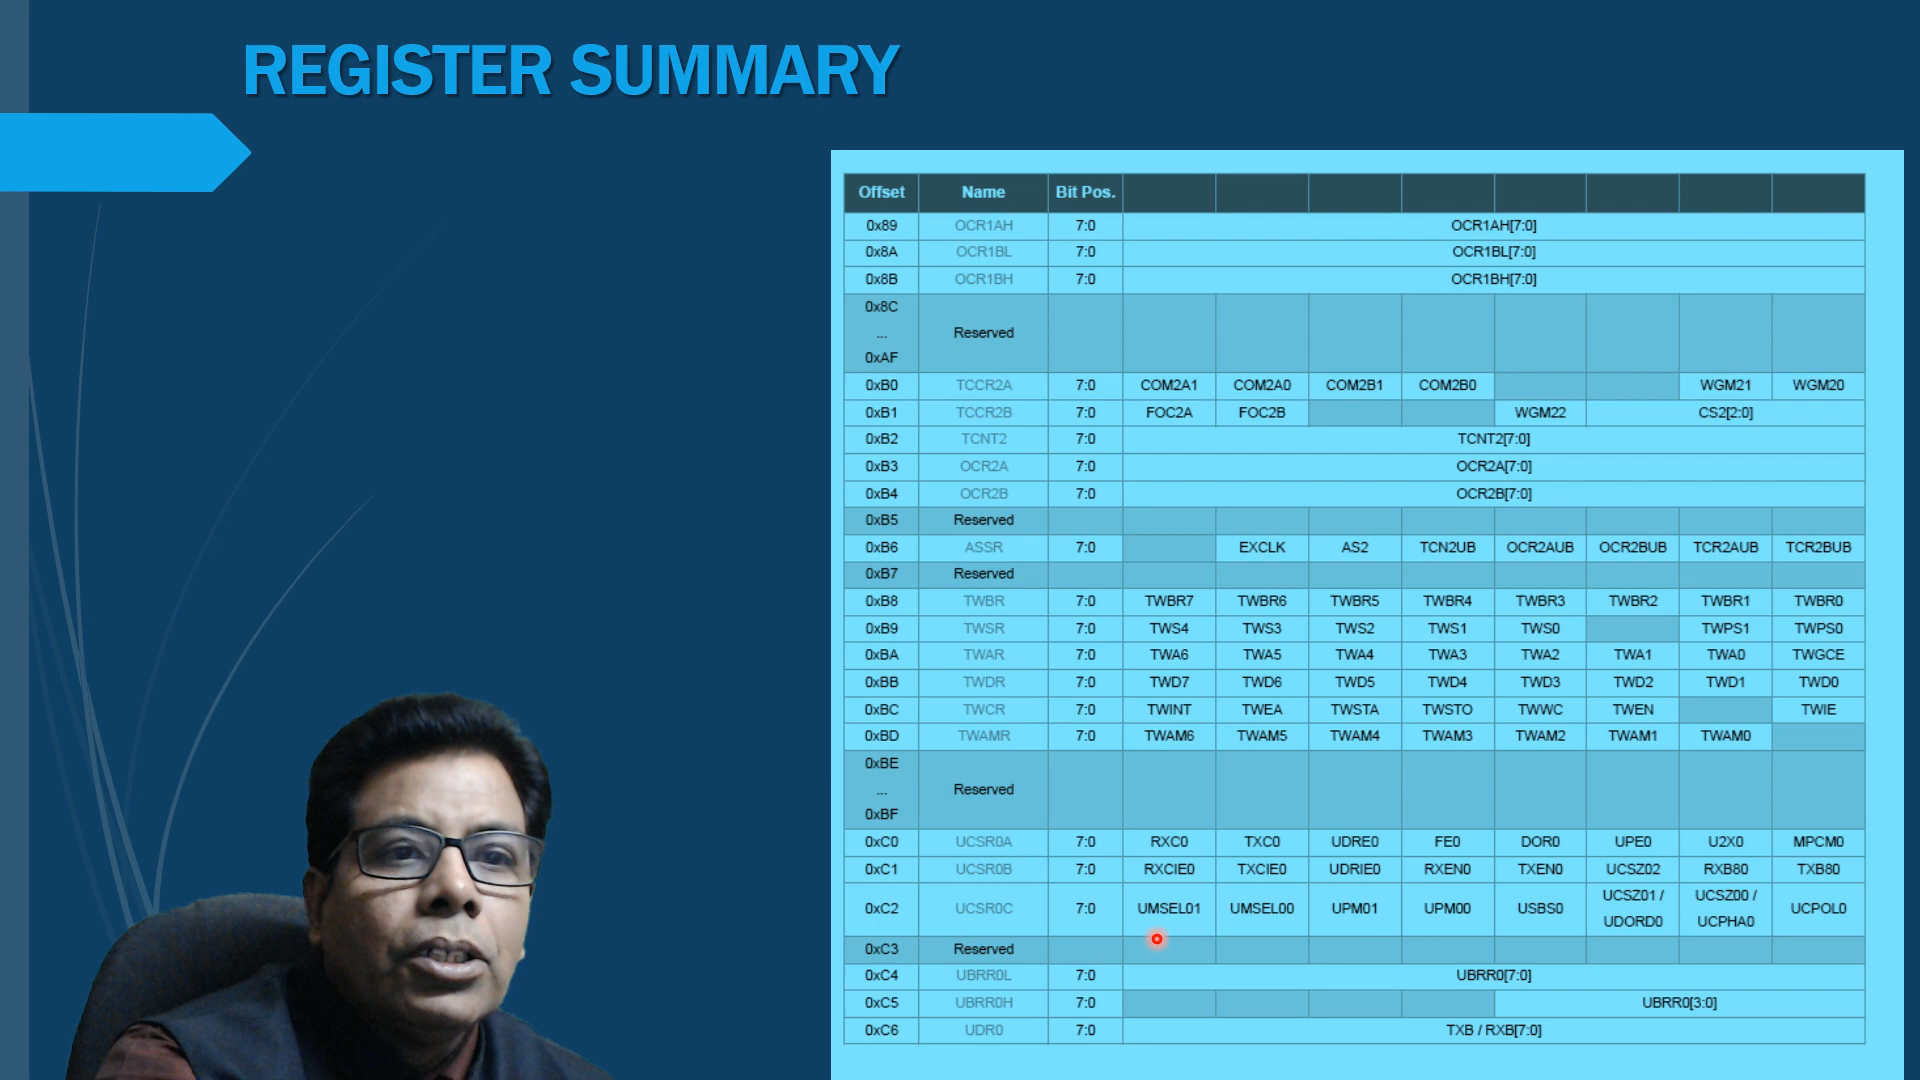 REGISTER SUMMARY
Offset Name Bit Pos.
0x89 OCR1AH 7:0 OCR1AH[7:0]
0x8A OCR1BL 7:0 OCR1BL[7:0]
0x8B OCR1BH 7:0 OCR1BH[7:0]
0x8C
...
0xAF
Reserved
0xB0 TCCR2A 7:0 COM2A1 COM2A0 COM2B1 COM2B0 WGM21 WGM20
0xB1 TCCR2B 7:0 FOC2A FOC2B WGM22 CS2[2:0]
0xB2 TCNT2 7:0 TCNT2[7:0]
0xB3 OCR2A 7:0 OCR2A[7:0]
0xB4 OCR2B 7:0 OCR2B[7:0]
0xB5 Reserved
0xB6 ASSR 7:0 EXCLK AS2 TCN2UB OCR2AUB OCR2BUB TCR2AUB TCR2BUB
0xB7 Reserved
0xB8 TWBR 7:0 TWBR7 TWBR6 TWBR5 TWBR4 TWBR3 TWBR2 TWBR1 TWBR0
0xB9 TWSR 7:0 TWS4 TWS3 TWS2 TWS1 TWS0 TWPS1 TWPS0
0xBA TWAR 7:0 TWA6 TWA5 TWA4 TWA3 TWA2 TWA1 TWA0 TWGCE
0xBB TWDR 7:0 TWD7 TWD6 TWD5 TWD4 TWD3 TWD2 TWD1 TWD0
0xBC TWCR 7:0 TWINT TWEA TWSTA TWSTO TWWC TWEN TWIE
0xBD TWAMR 7:0 TWAM6 TWAM5 TWAM4 TWAM3 TWAM2 TWAM1 TWAM0
0xBE
...
0xBF
Reserved
0xC0 UCSR0A 7:0 RXC0 TXC0 UDRE0 FE0 DOR0 UPE0 U2X0 MPCM0
0xC1 UCSR0B 7:0 RXCIE0 TXCIE0 UDRIE0 RXEN0 TXEN0 UCSZ02 RXB80 TXB80
0xC2 UCSR0C 7:0 UMSEL01 UMSEL00 UPM01 UPM00 USBS0 UCSZ01 / UDORD0 UCSZ00 / UCPHA0 UCPOL0
0xC3 Reserved
0xC4 UBRR0L 7:0 UBRR0[7:0]
0xC5 UBRR0H 7:0 UBRR0[3:0]
0xC6 UDR0 7:0 TXB / RXB[7:0]